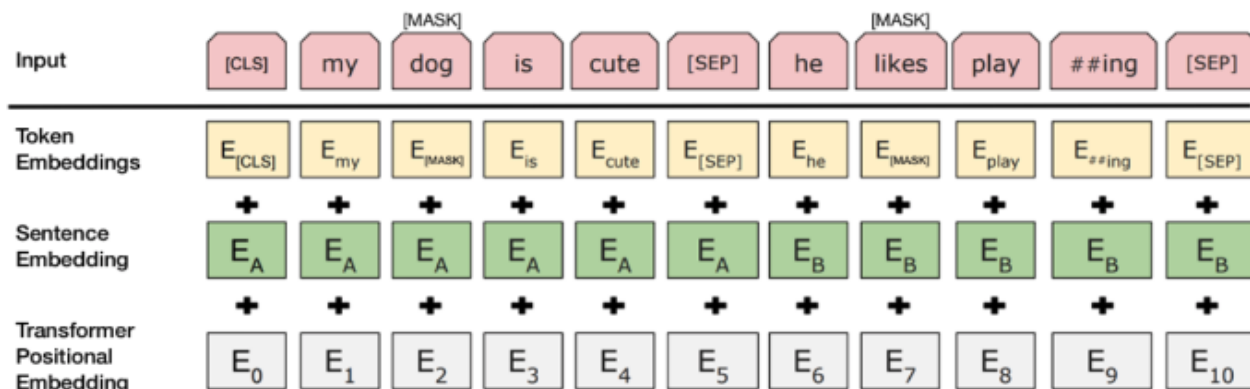 [MASK] [MASK]
Input [CLS] my dog is cute [SEP] he likes play ##ing [SEP]
Token
Embeddings
E[CLS] Emy E[MASK] Eis Ecute E[SEP] Ehe E[MASK] Eplay E##ing E[SEP]
+ + + + + + + + + + +
Sentence
Embedding
EA EA EA EA EA EA EB EB EB EB EB
+ + + + + + + + + + +
Transformer
Positional
Embedding
E0 E1 E2 E3 E4 E5 E6 E7 E8 E9 E10